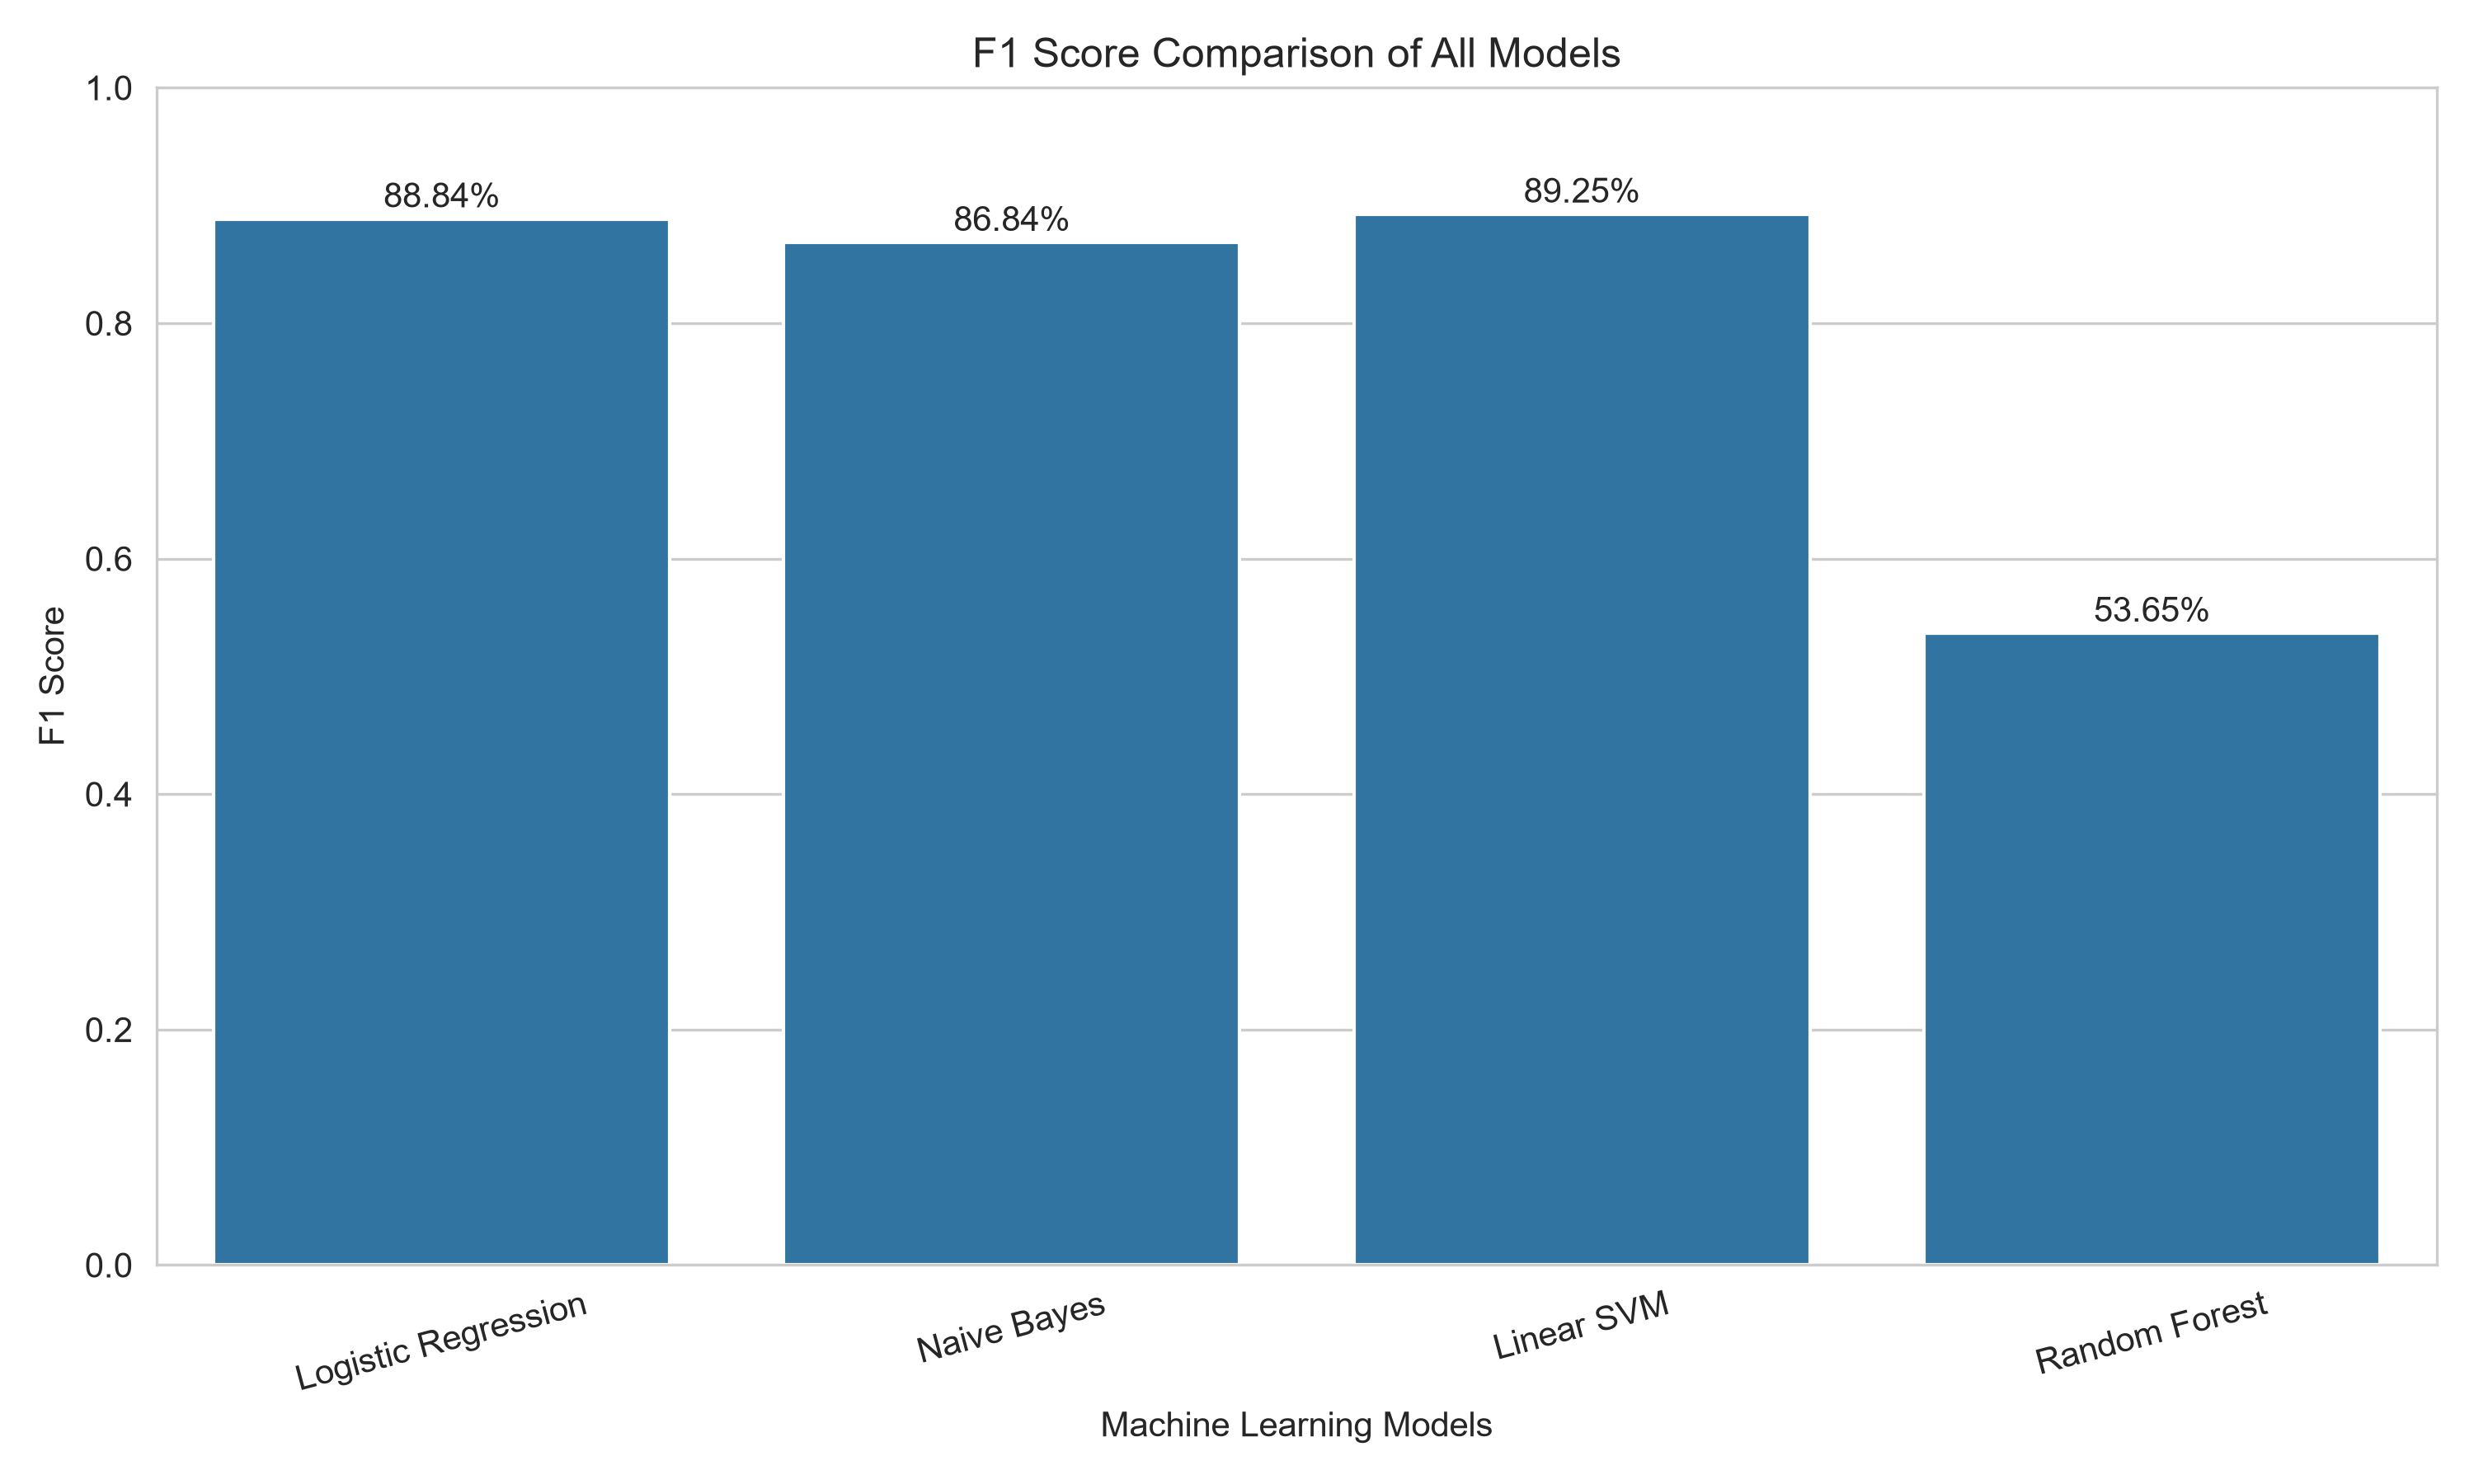 F1 Score Comparison of All Models
1.0
0.8
0.6
0.4
0.2
0.0
F1 Score
88.84%
86.84%
89.25%
53.65%
Logistic Regression
Naive Bayes
Linear SVM
Random Forest
Machine Learning Models